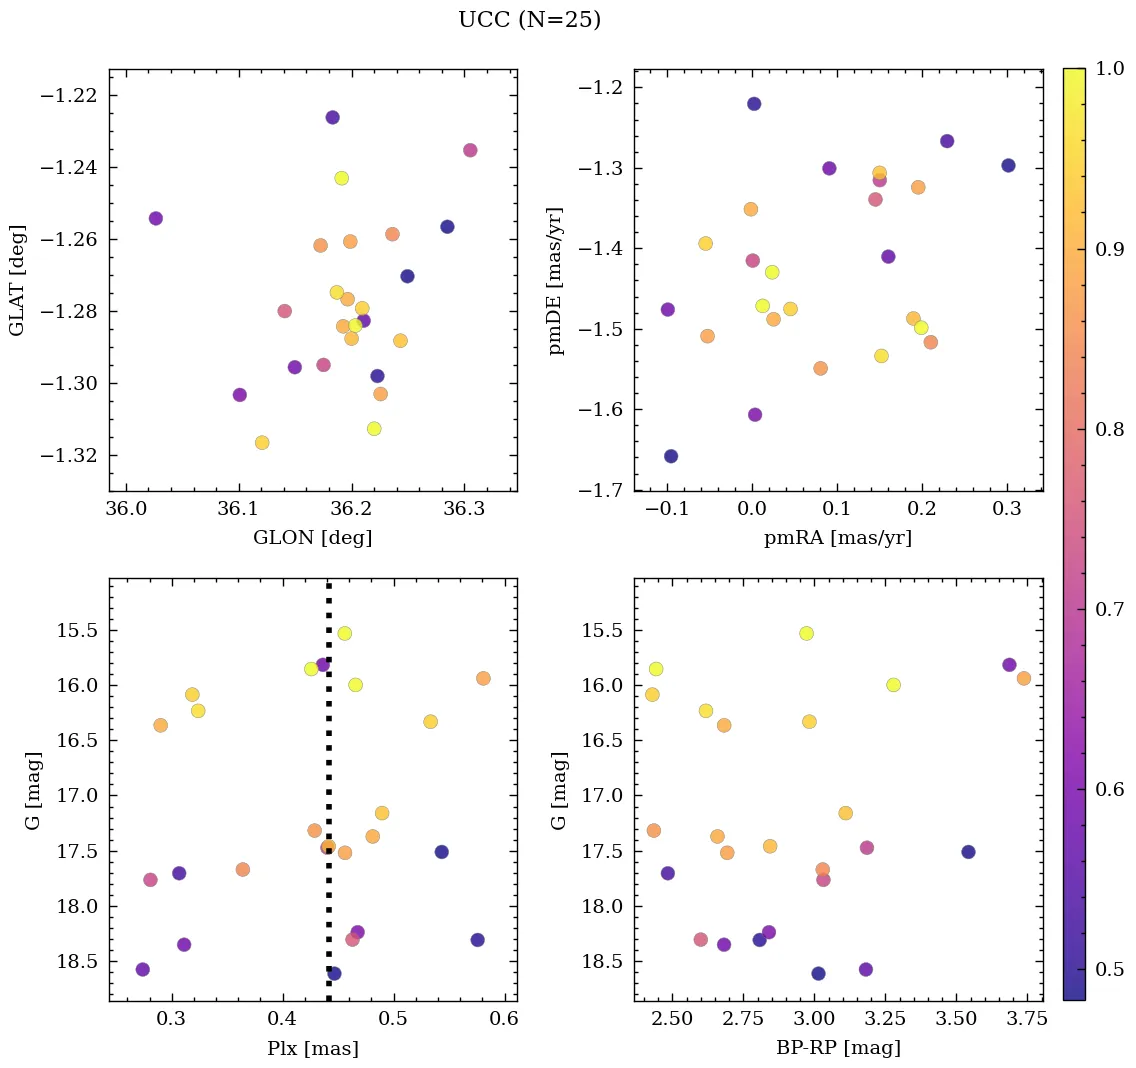 UCC (N=25)
−1.22
−1.24
−1.26
−1.28
−1.30
−1.32
GLAT [deg]
36.0 36.1 36.2 36.3
GLON [deg]
−1.2
−1.3
−1.4
−1.5
−1.6
−1.7
pmDE [mas/yr]
−0.1 0.0 0.1 0.2 0.3
pmRA [mas/yr]
1.0
0.9
0.8
0.7
0.6
0.5
15.5
16.0
16.5
17.0
17.5
18.0
18.5
G [mag]
0.3 0.4 0.5 0.6
Plx [mas]
15.5
16.0
16.5
17.0
17.5
18.0
18.5
G [mag]
2.50 2.75 3.00 3.25 3.50 3.75
BP-RP [mag]